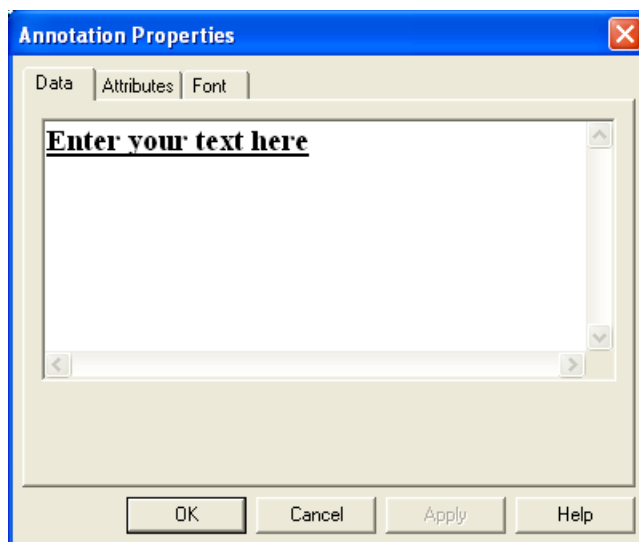 Annotation Properties
Data Attributes Font
Enter your text here
OK Cancel Apply Help